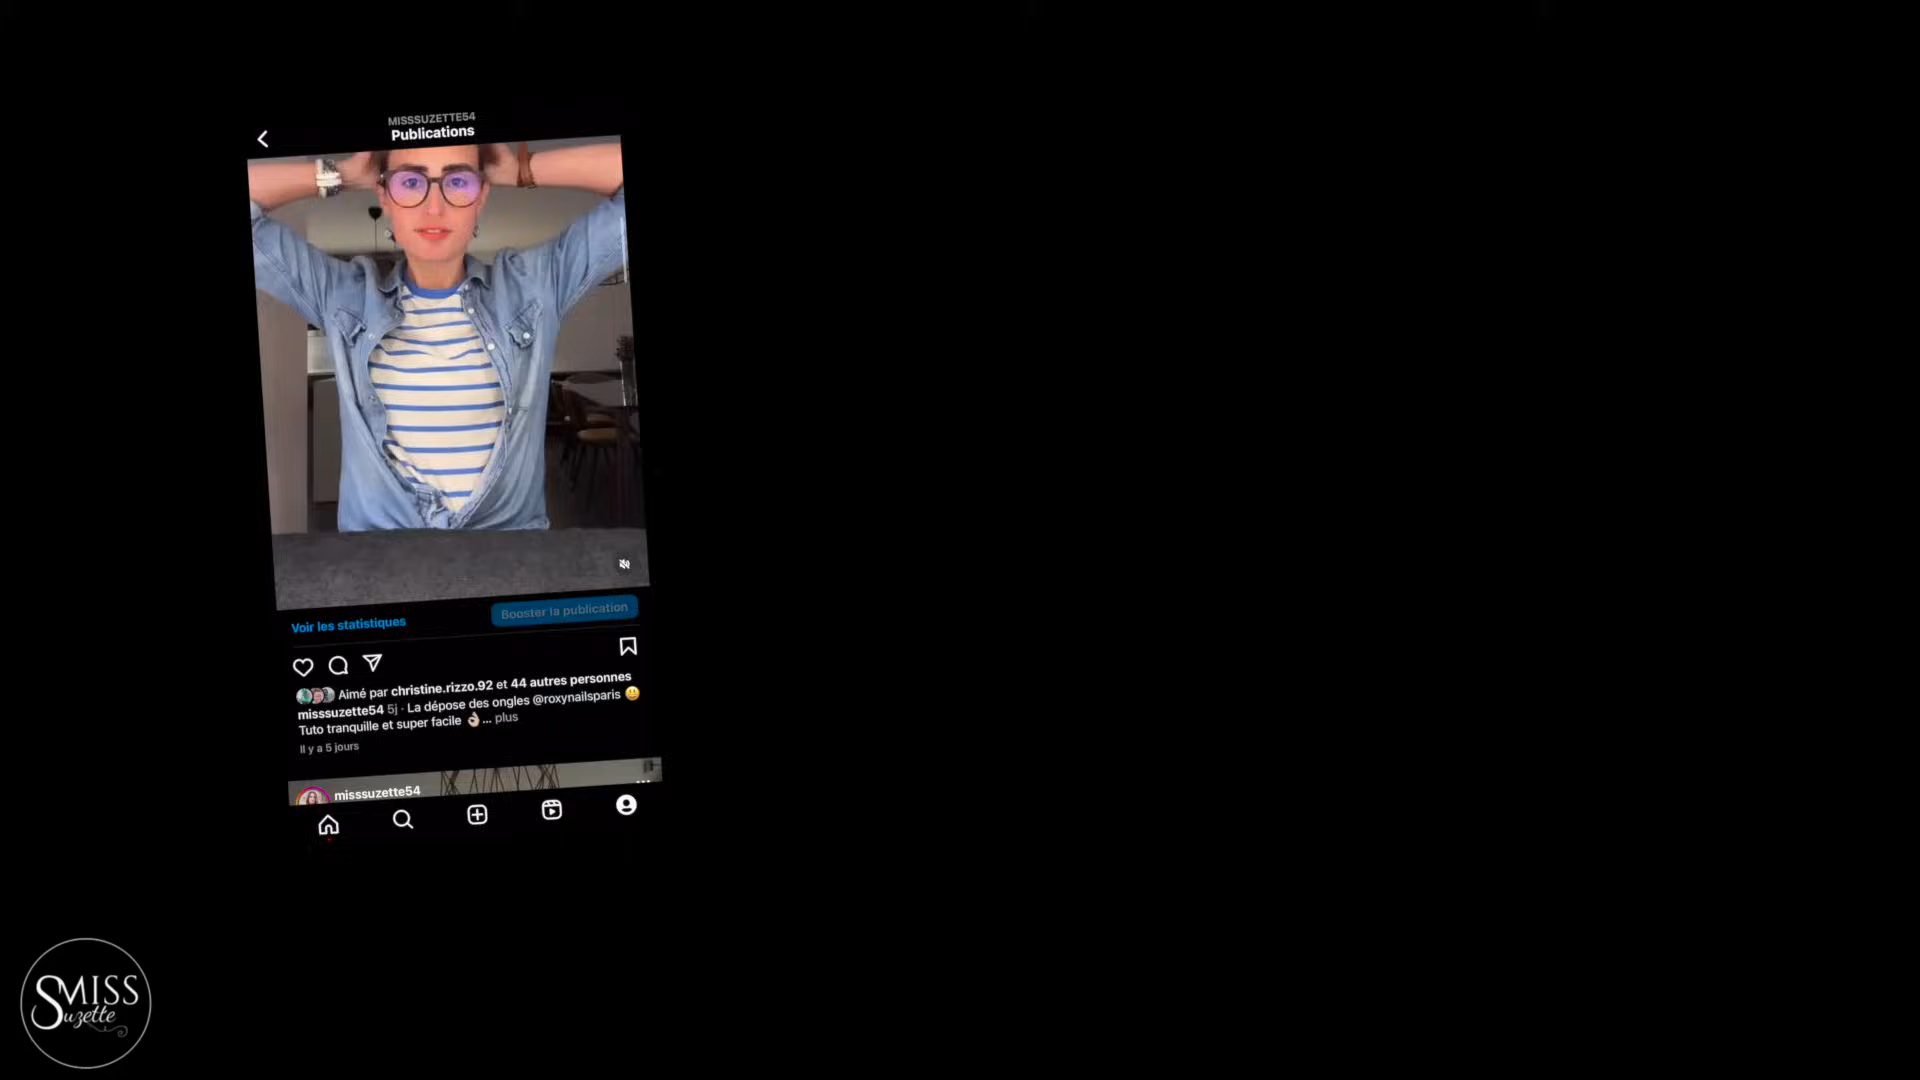 MISSSUZETTE54
Publications
Voir les statistiques
Booster la publication
Aimé par christine.rizzo.92 et 44 autres personnes
misssuzette54 5j · La dépose des ongles @roxynailsparis 😃
Tuto tranquille et super facile 👌🏻... plus
Il y a 5 jours
misssuzette54
MISS
Suzette